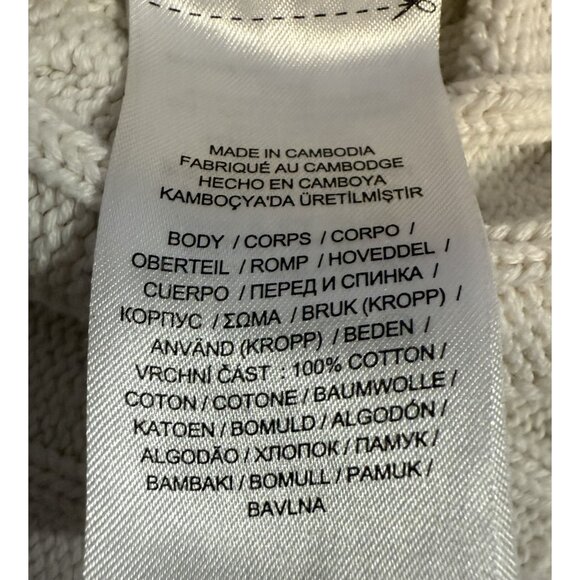 MADE IN CAMBODIA
FABRIQUÉ AU CAMBODGE
HECHO EN CAMBOYA
KAMBOÇYA'DA ÜRETİLMİŞTİR
BODY / CORPS / CORPO /
OBERTEIL / ROMP / HOVEDDEL /
CUERPO / ПЕРЕД И СПИНКА /
КОРПУС / ΣΩΜΑ / BRUK (KROPP) /
ANVÄND (KROPP) / BEDEN /
VRCHNÍ ČÁST : 100% COTTON /
COTON / COTONE / BAUMWOLLE /
KATOEN / BOMULD / ALGODÓN /
ALGODÃO / ХЛОПОК / ПАМУК /
BAMBAKI / BOMULL / PAMUK /
BAVLNA